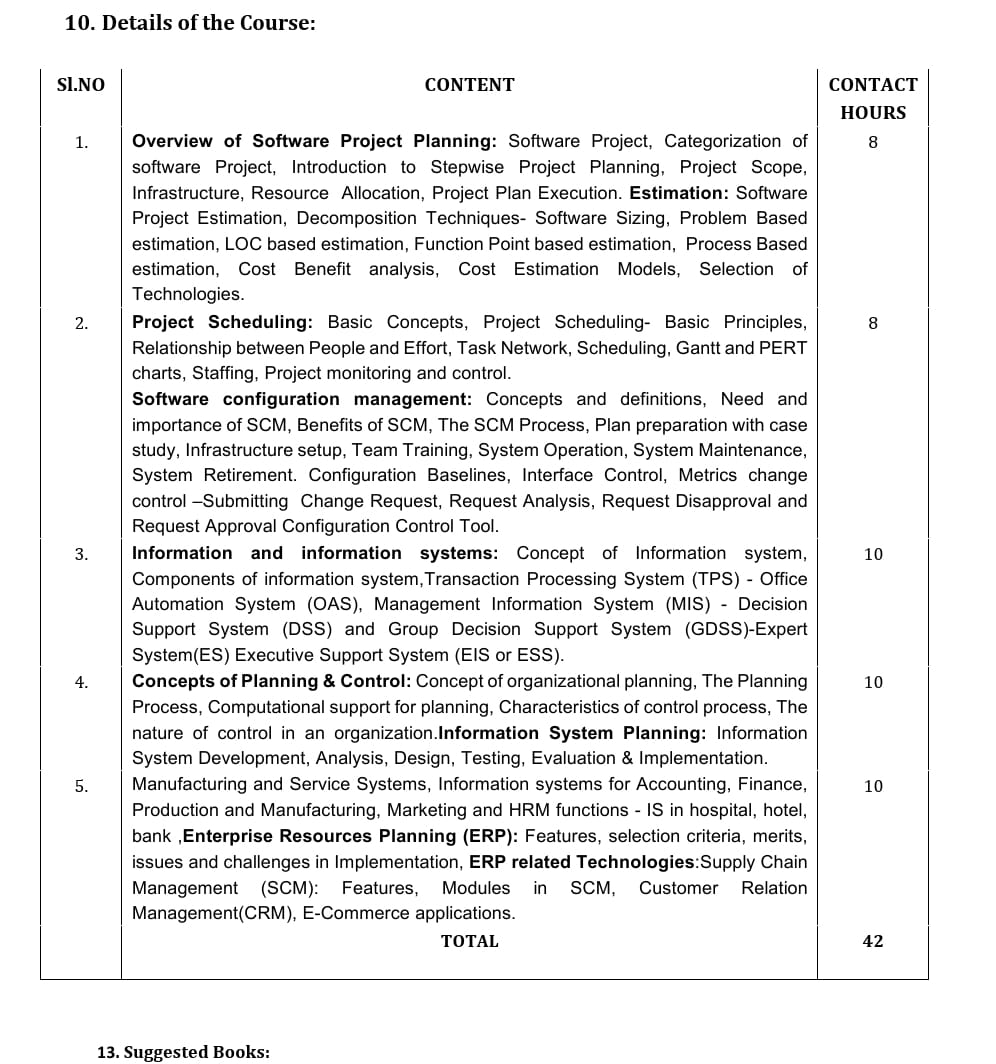 10. Details of the Course:
Sl.NO CONTENT CONTACT
HOURS
1. Overview of Software Project Planning: Software Project, Categorization of 8
software Project, Introduction to Stepwise Project Planning, Project Scope,
Infrastructure, Resource Allocation, Project Plan Execution. Estimation: Software
Project Estimation, Decomposition Techniques- Software Sizing, Problem Based
estimation, LOC based estimation, Function Point based estimation, Process Based
estimation, Cost Benefit analysis, Cost Estimation Models, Selection of
Technologies.
2. Project Scheduling: Basic Concepts, Project Scheduling- Basic Principles, 8
Relationship between People and Effort, Task Network, Scheduling, Gantt and PERT
charts, Staffing, Project monitoring and control.
Software configuration management: Concepts and definitions, Need and
importance of SCM, Benefits of SCM, The SCM Process, Plan preparation with case
study, Infrastructure setup, Team Training, System Operation, System Maintenance,
System Retirement. Configuration Baselines, Interface Control, Metrics change
control –Submitting Change Request, Request Analysis, Request Disapproval and
Request Approval Configuration Control Tool.
3. Information and information systems: Concept of Information system, 10
Components of information system,Transaction Processing System (TPS) - Office
Automation System (OAS), Management Information System (MIS) - Decision
Support System (DSS) and Group Decision Support System (GDSS)-Expert
System(ES) Executive Support System (EIS or ESS).
4. Concepts of Planning & Control: Concept of organizational planning, The Planning 10
Process, Computational support for planning, Characteristics of control process, The
nature of control in an organization.Information System Planning: Information
System Development, Analysis, Design, Testing, Evaluation & Implementation.
5. Manufacturing and Service Systems, Information systems for Accounting, Finance, 10
Production and Manufacturing, Marketing and HRM functions - IS in hospital, hotel,
bank ,Enterprise Resources Planning (ERP): Features, selection criteria, merits,
issues and challenges in Implementation, ERP related Technologies:Supply Chain
Management (SCM): Features, Modules in SCM, Customer Relation
Management(CRM), E-Commerce applications.
TOTAL 42
13. Suggested Books: